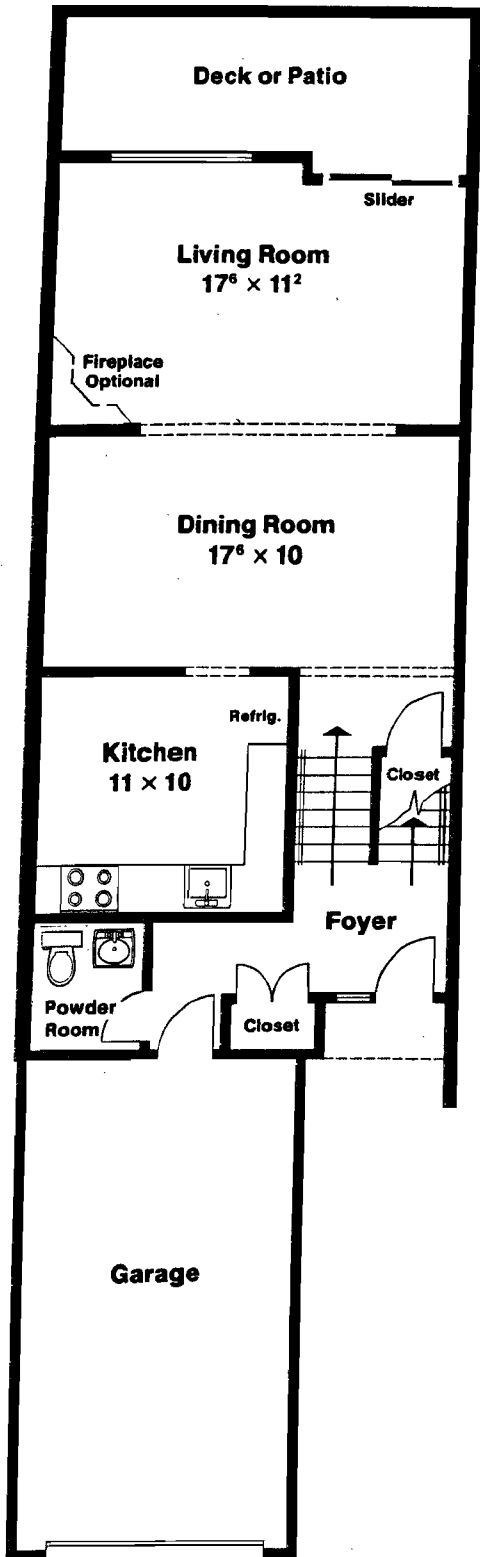 Deck or Patio
Slider
Living Room
17⁶ × 11²
Fireplace
Optional
Dining Room
17⁶ × 10
Refrig.
Kitchen
11 × 10
Closet
Foyer
Powder
Room
Closet
Garage